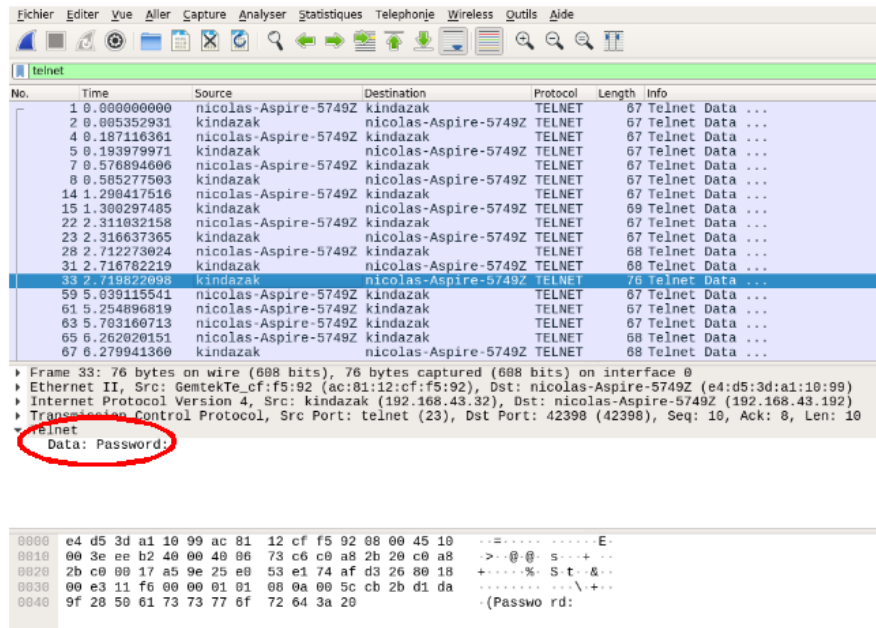 Fichier Editer Vue Aller Capture Analyser Statistiques Telephonie Wireless Outils Aide
telnet
No. Time Source Destination Protocol Length Info
1 0.000000000 nicolas-Aspire-5749Z kindazak TELNET 67 Telnet Data ...
2 0.005352931 kindazak nicolas-Aspire-5749Z TELNET 67 Telnet Data ...
4 0.187116361 nicolas-Aspire-5749Z kindazak TELNET 67 Telnet Data ...
5 0.193979971 kindazak nicolas-Aspire-5749Z TELNET 67 Telnet Data ...
7 0.576894606 nicolas-Aspire-5749Z kindazak TELNET 67 Telnet Data ...
8 0.585277503 kindazak nicolas-Aspire-5749Z TELNET 67 Telnet Data ...
14 1.290417516 nicolas-Aspire-5749Z kindazak TELNET 67 Telnet Data ...
15 1.300297485 kindazak nicolas-Aspire-5749Z TELNET 69 Telnet Data ...
22 2.311032158 nicolas-Aspire-5749Z kindazak TELNET 67 Telnet Data ...
23 2.316637365 kindazak nicolas-Aspire-5749Z TELNET 67 Telnet Data ...
28 2.712273024 nicolas-Aspire-5749Z kindazak TELNET 68 Telnet Data ...
31 2.716782219 kindazak nicolas-Aspire-5749Z TELNET 68 Telnet Data ...
33 2.719822098 kindazak nicolas-Aspire-5749Z TELNET 76 Telnet Data ...
59 5.039115541 nicolas-Aspire-5749Z kindazak TELNET 67 Telnet Data ...
61 5.254896819 nicolas-Aspire-5749Z kindazak TELNET 67 Telnet Data ...
63 5.703160713 nicolas-Aspire-5749Z kindazak TELNET 67 Telnet Data ...
65 6.262020151 nicolas-Aspire-5749Z kindazak TELNET 68 Telnet Data ...
67 6.279941360 kindazak nicolas-Aspire-5749Z TELNET 68 Telnet Data ...
Frame 33: 76 bytes on wire (608 bits), 76 bytes captured (608 bits) on interface 0
Ethernet II, Src: GemtekTe_cf:f5:92 (ac:81:12:cf:f5:92), Dst: nicolas-Aspire-5749Z (e4:d5:3d:a1:10:99)
Internet Protocol Version 4, Src: kindazak (192.168.43.32), Dst: nicolas-Aspire-5749Z (192.168.43.192)
Transmission Control Protocol, Src Port: telnet (23), Dst Port: 42398 (42398), Seq: 10, Ack: 8, Len: 10
Telnet
Data: Password:
0000 e4 d5 3d a1 10 99 ac 81 12 cf f5 92 08 00 45 10 ··=····· ······E·
0010 00 3e ee b2 40 00 40 06 73 c6 c0 a8 2b 20 c0 a8 ·>··@·@· s···+ ··
0020 2b c0 00 17 a5 9e 25 e0 53 e1 74 af d3 26 80 18 +·····%· S·t··&··
0030 00 e3 11 f6 00 00 01 01 08 0a 00 5c cb 2b d1 da ········ ···\·+··
0040 9f 28 50 61 73 73 77 6f 72 64 3a 20 ·(Passwo rd: